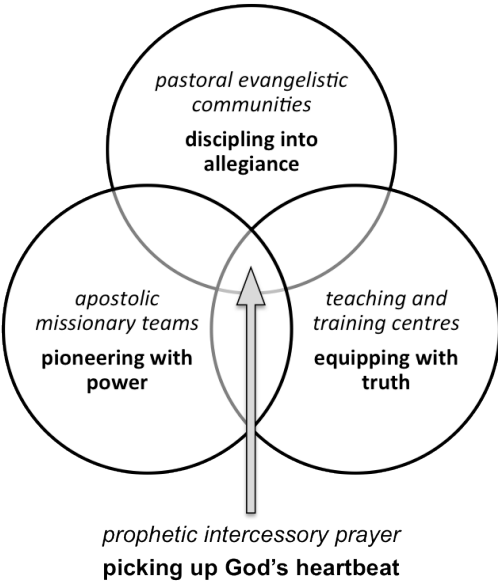 pastoral evangelistic
communities
discipling into
allegiance
apostolic
missionary teams
pioneering with
power
teaching and
training centres
equipping with
truth
prophetic intercessory prayer
picking up God's heartbeat